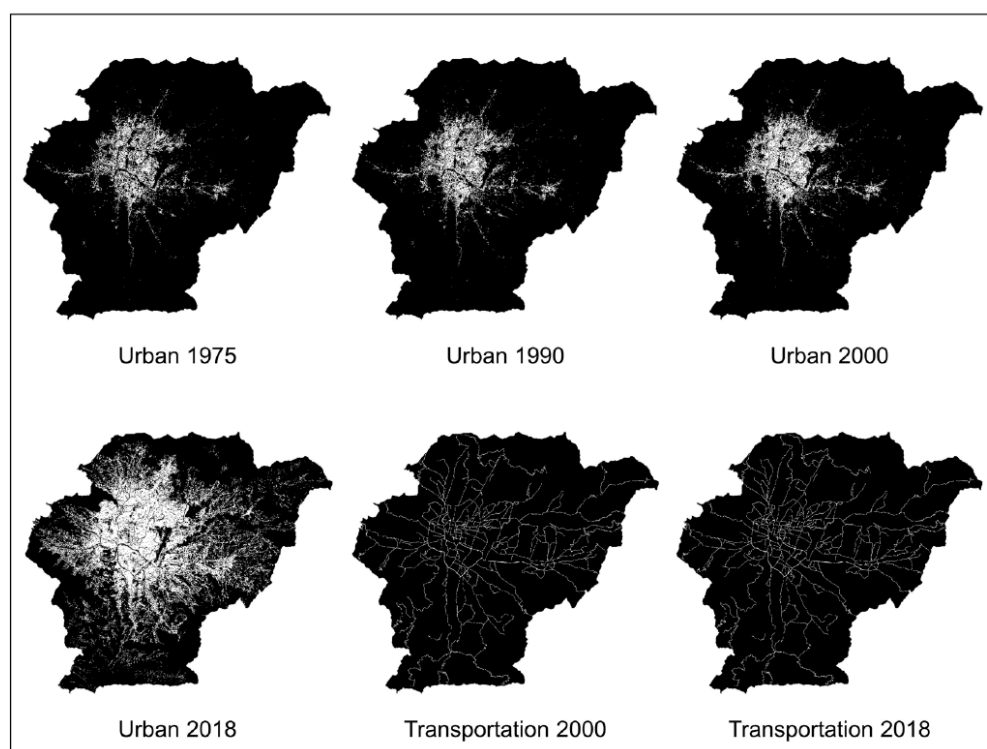 Urban 1975
Urban 1990
Urban 2000
Urban 2018
Transportation 2000
Transportation 2018